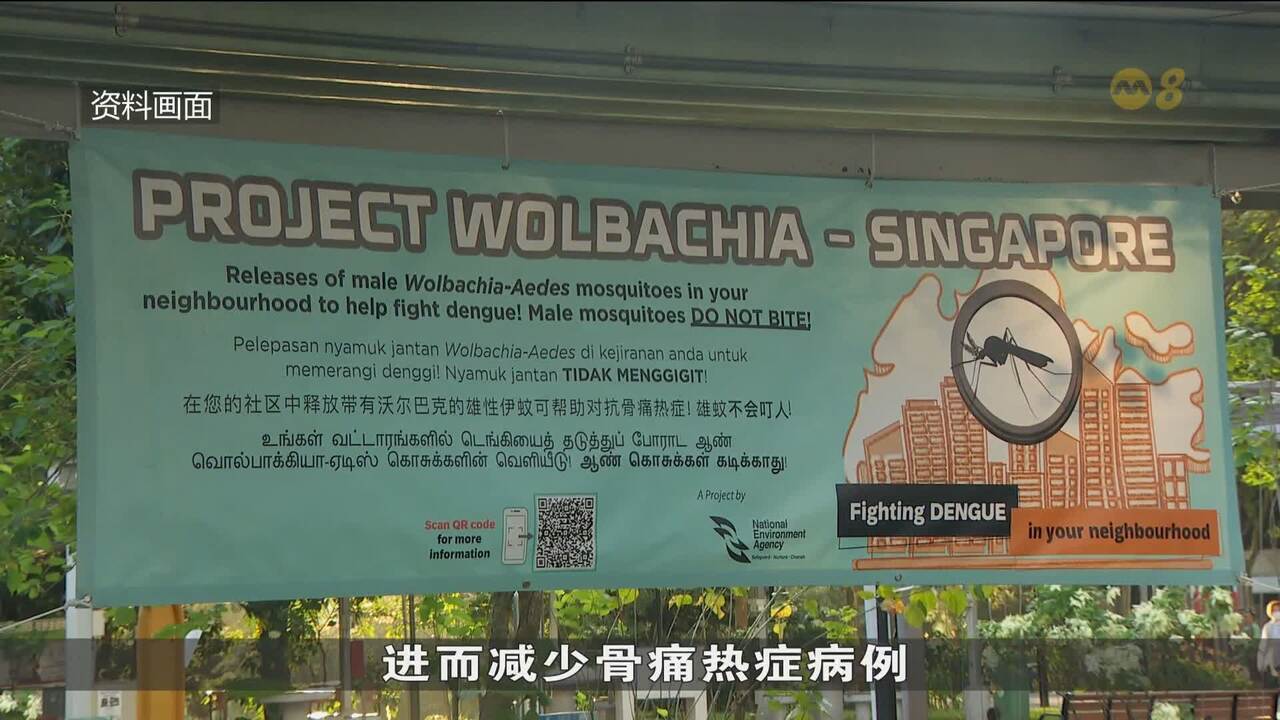 资料画面
8
PROJECT WOLBACHIA - SINGAPORE
Releases of male Wolbachia-Aedes mosquitoes in your
neighbourhood to help fight dengue! Male mosquitoes DO NOT BITE!
Pelepasan nyamuk jantan Wolbachia-Aedes di kejiranan anda untuk
memerangi denggi! Nyamuk jantan TIDAK MENGGIGIT!
在您的社区中释放带有沃尔巴克的雄性伊蚊可帮助对抗骨痛热症! 雄蚊不会叮人!
உங்கள் வட்டாரங்களில் டெங்கியைத் தடுத்துப் போராட ஆண்
வொல்பாக்கியா-ஏடிஸ் கொசுக்களின் வெளியீடு! ஆண் கொசுக்கள் கடிக்காது!
Scan QR code
for more
information
A Project by
National
Environment
Agency
Safeguard · Nurture · Cherish
Fighting DENGUE
in your neighbourhood
进而减少骨痛热症病例